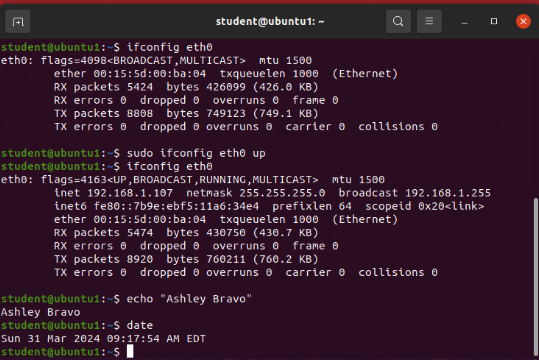 student@ubuntu1: ~
student@ubuntu1:~$ ifconfig eth0
eth0: flags=4098<BROADCAST,MULTICAST>  mtu 1500
        ether 00:15:5d:00:ba:04  txqueuelen 1000  (Ethernet)
        RX packets 5424  bytes 426099 (426.0 KB)
        RX errors 0  dropped 0  overruns 0  frame 0
        TX packets 8808  bytes 749123 (749.1 KB)
        TX errors 0  dropped 0 overruns 0  carrier 0  collisions 0
student@ubuntu1:~$ sudo ifconfig eth0 up
student@ubuntu1:~$ ifconfig eth0
eth0: flags=4163<UP,BROADCAST,RUNNING,MULTICAST>  mtu 1500
        inet 192.168.1.107  netmask 255.255.255.0  broadcast 192.168.1.255
        inet6 fe80::7b9e:ebf5:11a6:34e4  prefixlen 64  scopeid 0x20<link>
        ether 00:15:5d:00:ba:04  txqueuelen 1000  (Ethernet)
        RX packets 5474  bytes 430750 (430.7 KB)
        RX errors 0  dropped 0  overruns 0  frame 0
        TX packets 8920  bytes 760211 (760.2 KB)
        TX errors 0  dropped 0 overruns 0  carrier 0  collisions 0
student@ubuntu1:~$ echo "Ashley Bravo"
Ashley Bravo
student@ubuntu1:~$ date
Sun 31 Mar 2024 09:17:54 AM EDT
student@ubuntu1:~$